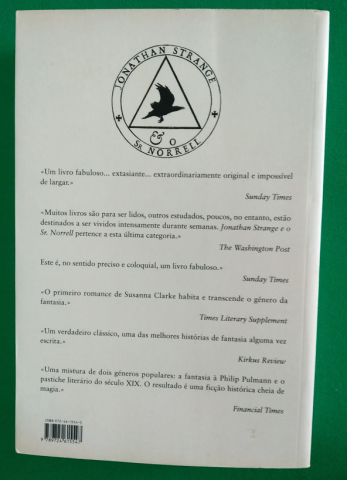 JONATHAN STRANGE
& O
SR. NORRELL
«Um livro fabuloso... extasiante... extraordinariamente original e impossível
de largar.»
Sunday Times
«Muitos livros são para ser lidos, outros estudados, poucos, no entanto, estão
destinados a ser vividos intensamente durante semanas. Jonathan Strange e o
Sr. Norrell pertence a esta última categoria.»
The Washington Post
Este é, no sentido preciso e coloquial, um livro fabuloso.»
Sunday Times
«O primeiro romance de Susanna Clarke habita e transcende o género da
fantasia.»
Times Literary Supplement
«Um verdadeiro clássico, uma das melhores histórias de fantasia alguma vez
escrita.»
Kirkus Review
«Uma mistura de dois géneros populares: a fantasia à Philip Pulmann e o
pastiche literário do século XIX. O resultado é uma ficção histórica cheia de
magia.»
Financial Times